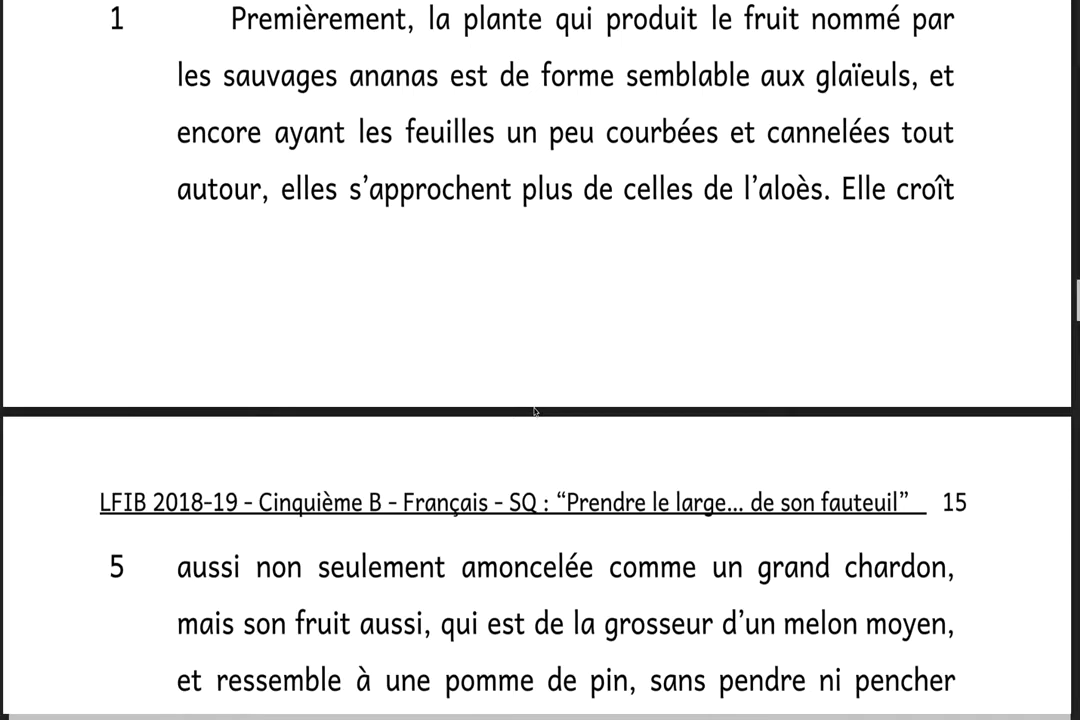 1 Premièrement, la plante qui produit le fruit nommé par
les sauvages ananas est de forme semblable aux glaïeuls, et
encore ayant les feuilles un peu courbées et cannelées tout
autour, elles s’approchent plus de celles de l’aloès. Elle croît
LFIB 2018-19 - Cinquième B - Français - SQ : “Prendre le large... de son fauteuil” 15
5 aussi non seulement amoncelée comme un grand chardon,
mais son fruit aussi, qui est de la grosseur d’un melon moyen,
et ressemble à une pomme de pin, sans pendre ni pencher